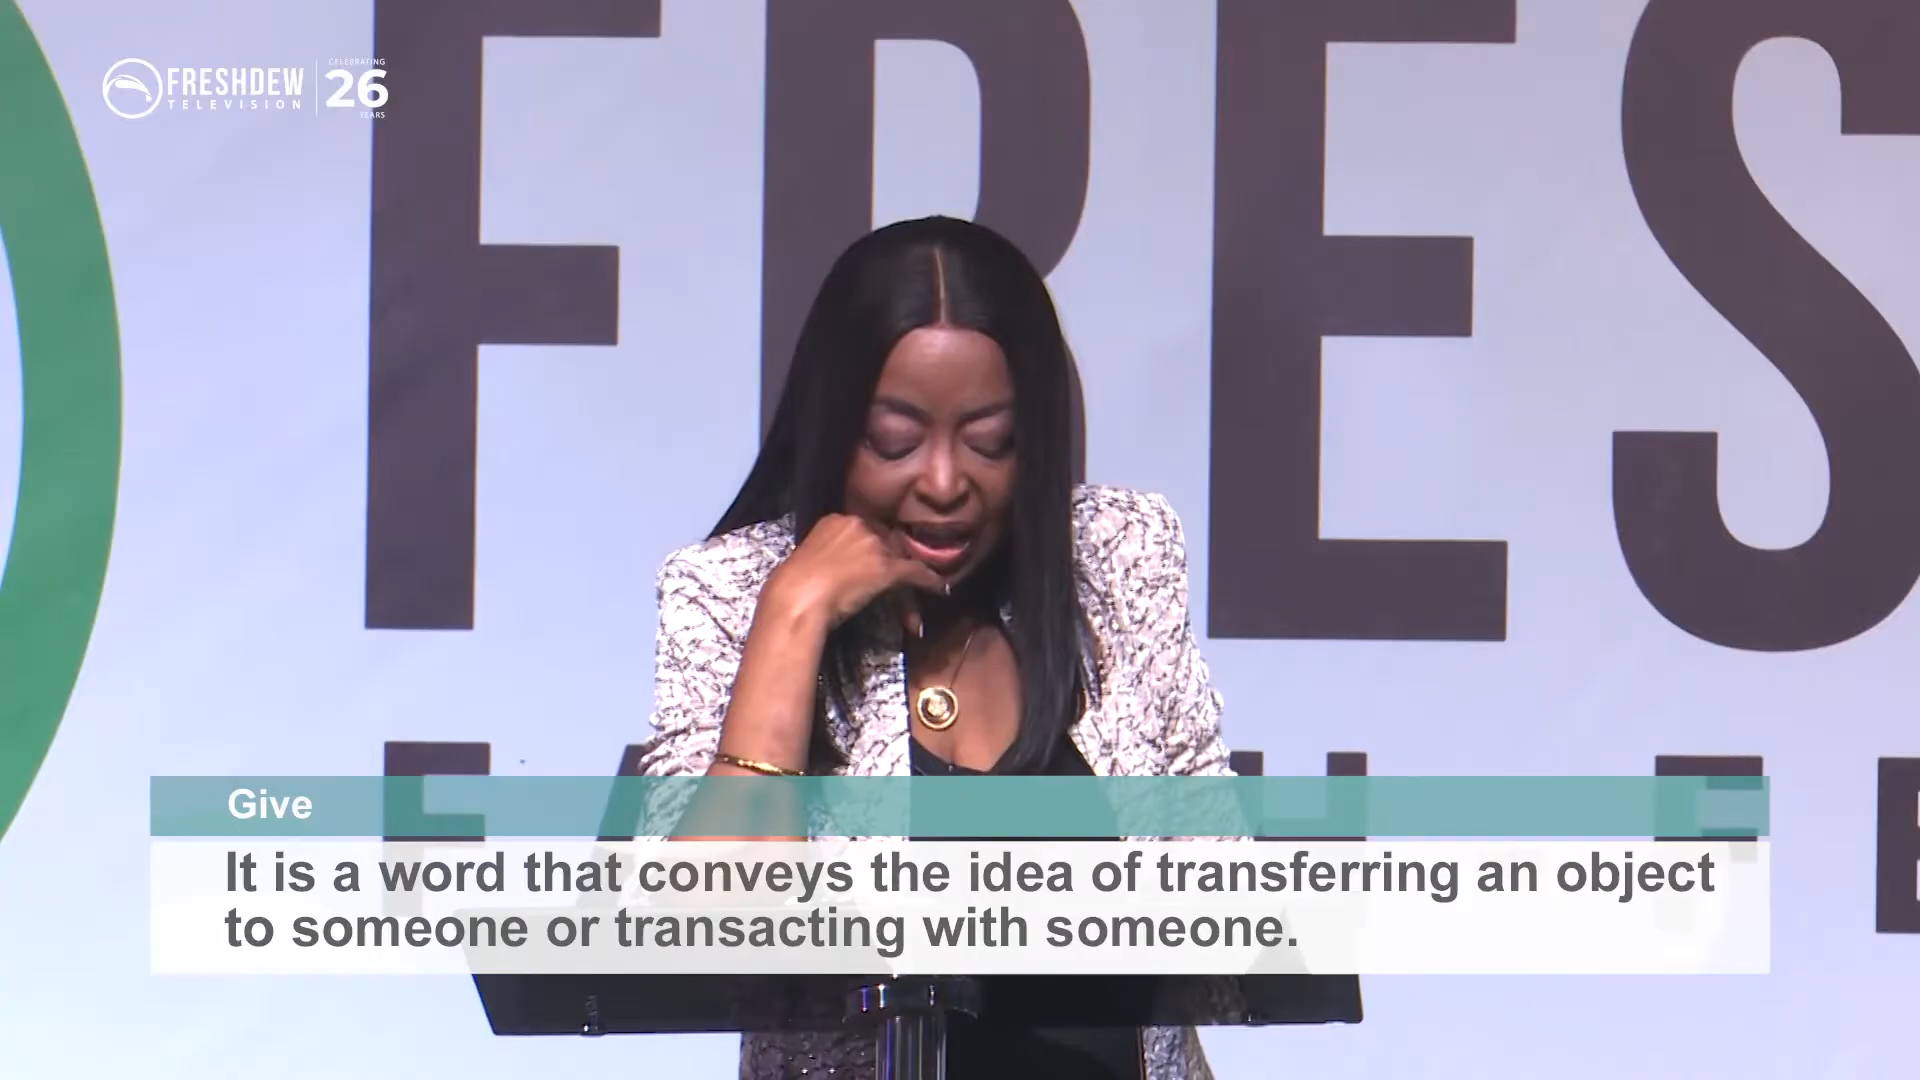 FRES
FRESHDEW
TELEVISION
CELEBRATING
26
YEARS
Give
It is a word that conveys the idea of transferring an object
to someone or transacting with someone.